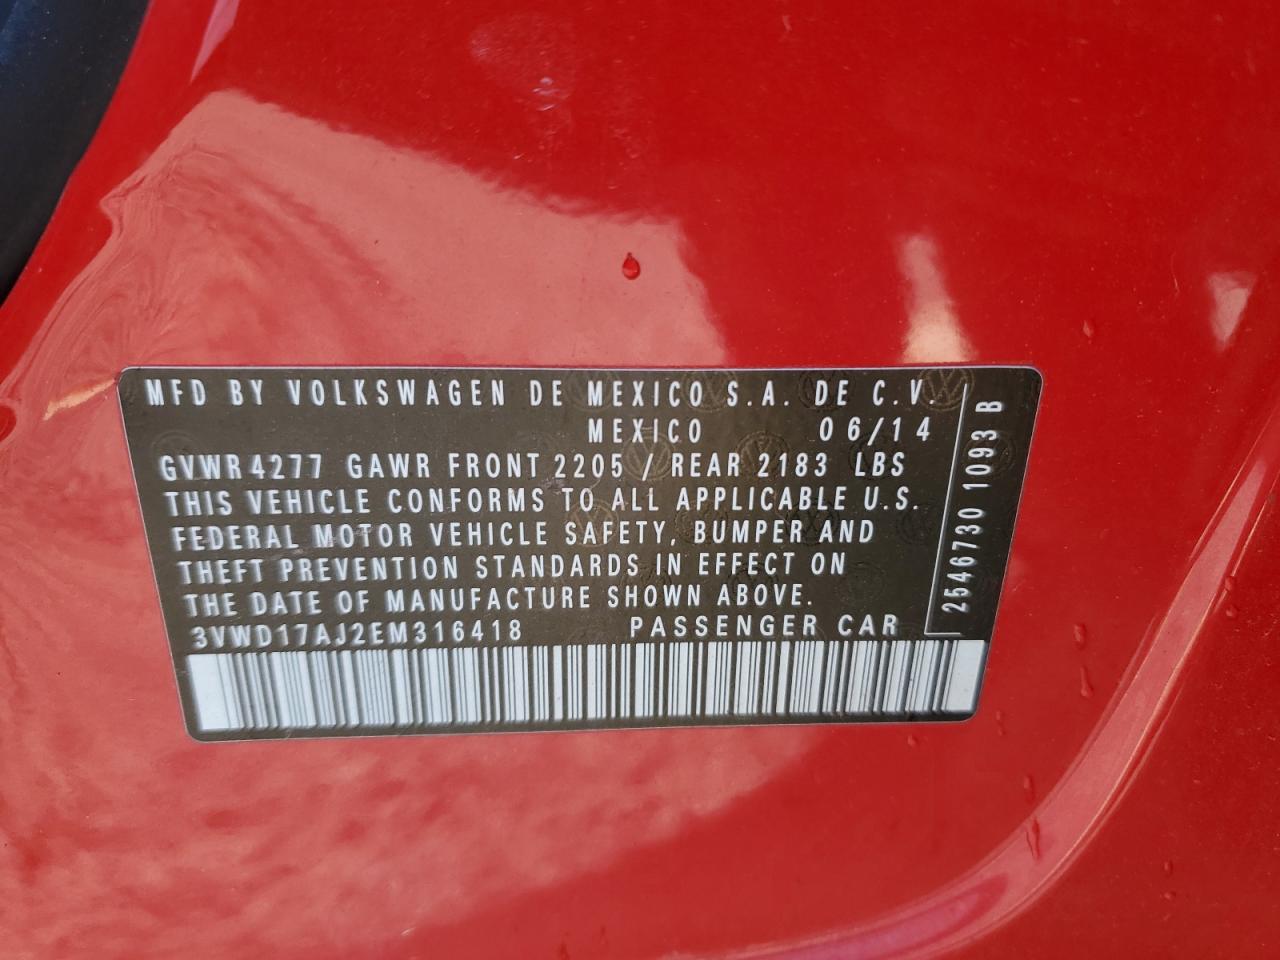 MFD BY VOLKSWAGEN DE MEXICO S.A. DE C.V.
MEXICO 06/14
GVWR 4277 GAWR FRONT 2205 / REAR 2183 LBS
THIS VEHICLE CONFORMS TO ALL APPLICABLE U.S.
FEDERAL MOTOR VEHICLE SAFETY, BUMPER AND
THEFT PREVENTION STANDARDS IN EFFECT ON
THE DATE OF MANUFACTURE SHOWN ABOVE.
3VWD17AJ2EM316418 PASSENGER CAR
2546730 1093 B